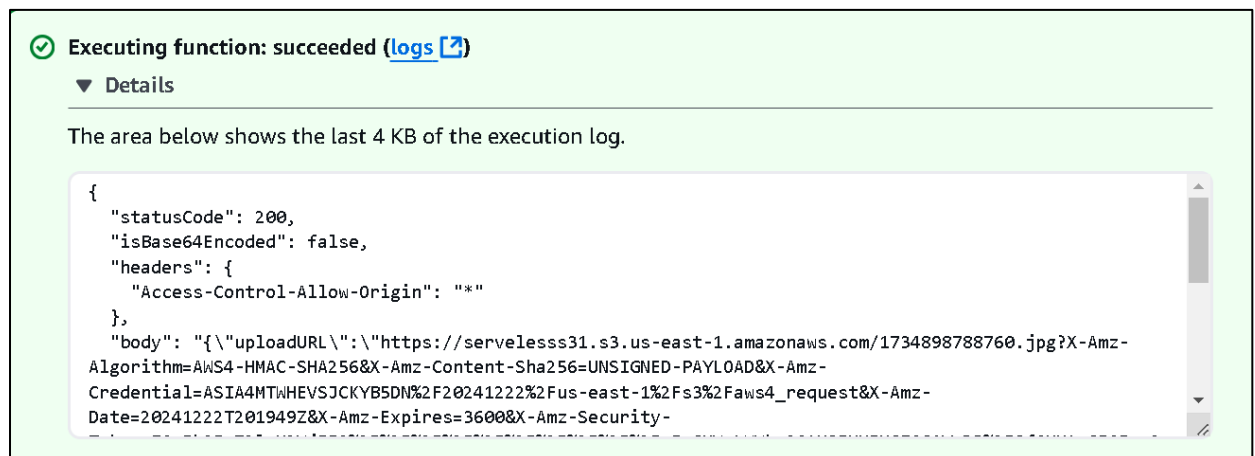 Executing function: succeeded (logs)
Details
The area below shows the last 4 KB of the execution log.
{
"statusCode": 200,
"isBase64Encoded": false,
"headers": {
"Access-Control-Allow-Origin": "*"
},
"body": "{\"uploadURL\":\"https://servelesss31.s3.us-east-1.amazonaws.com/1734898788760.jpg?X-Amz-
Algorithm=AWS4-HMAC-SHA256&X-Amz-Content-Sha256=UNSIGNED-PAYLOAD&X-Amz-
Credential=ASIA4MTWHEVSJCKYB5DN%2F20241222%2Fus-east-1%2Fs3%2Faws4_request&X-Amz-
Date=20241222T201949Z&X-Amz-Expires=3600&X-Amz-Security-